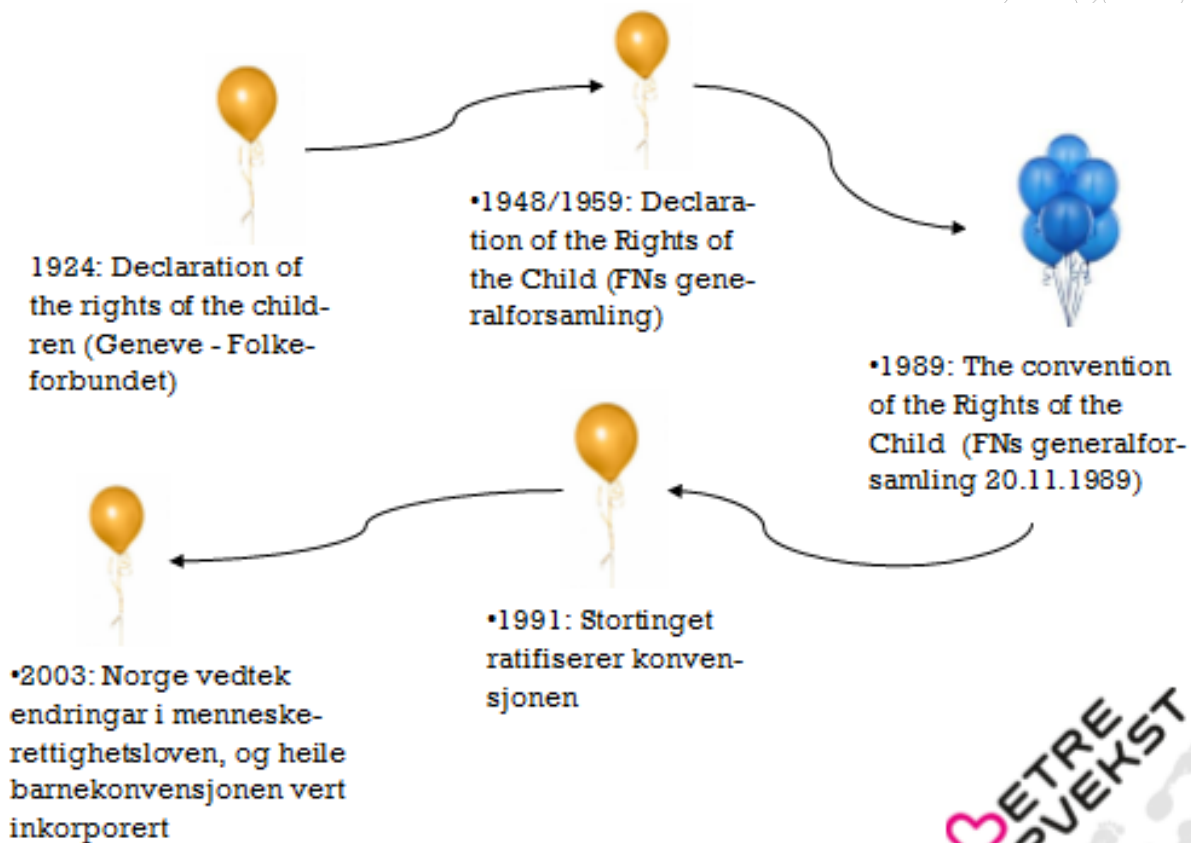 1924: Declaration of
the rights of the child-
ren (Geneve - Folke-
forbundet)
•1948/1959: Declara-
tion of the Rights of
the Child (FNs gene-
ralforsamling)
•1989: The convention
of the Rights of the
Child (FNs generalfor-
samling 20.11.1989)
•1991: Stortinget
ratifiserer konven-
sjonen
•2003: Norge vedtek
endringar i menneske-
rettighetsloven, og heile
barnekonvensjonen vert
inkorporert